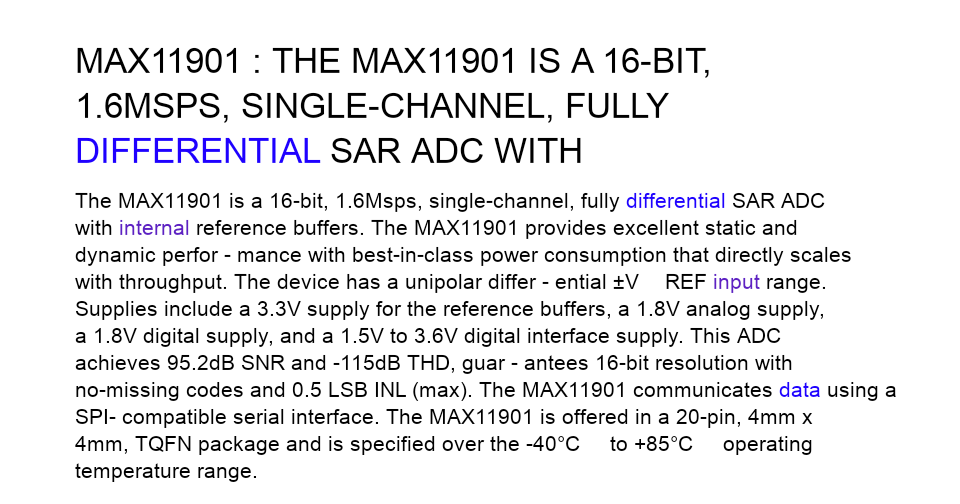 MAX11901 : THE MAX11901 IS A 16-BIT,
1.6MSPS, SINGLE-CHANNEL, FULLY
DIFFERENTIAL SAR ADC WITH
The MAX11901 is a 16-bit, 1.6Msps, single-channel, fully differential SAR ADC
with internal reference buffers. The MAX11901 provides excellent static and
dynamic perfor - mance with best-in-class power consumption that directly scales
with throughput. The device has a unipolar differ - ential ±V REF input range.
Supplies include a 3.3V supply for the reference buffers, a 1.8V analog supply,
a 1.8V digital supply, and a 1.5V to 3.6V digital interface supply. This ADC
achieves 95.2dB SNR and -115dB THD, guar - antees 16-bit resolution with
no-missing codes and 0.5 LSB INL (max). The MAX11901 communicates data using a
SPI- compatible serial interface. The MAX11901 is offered in a 20-pin, 4mm x
4mm, TQFN package and is specified over the -40°C to +85°C operating
temperature range.